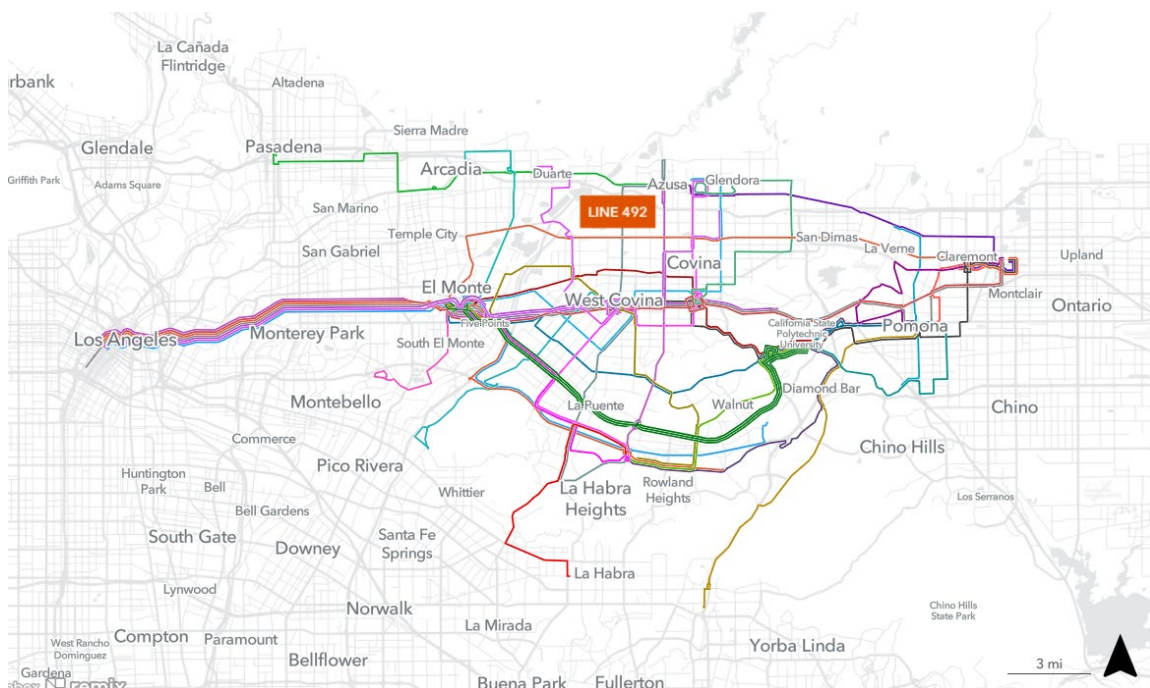 La Cañada
Flintridge
rbank
Altadena
Sierra Madre
Glendale
Pasadena
Arcadia
Duarte
Azusa
Glendora
Griffith Park
Adams Square
San Marino
LINE 492
Temple City
San Dimas
La Verne
San Gabriel
Covina
Claremont
Upland
El Monte
West Covina
Montclair
Ontario
Los Angeles
Monterey Park
Five Points
South El Monte
California State
Polytechnic
University
Pomona
Diamond Bar
Montebello
La Puente
Walnut
Chino
Commerce
Pico Rivera
Chino Hills
Huntington
Park
Bell
Whittier
La Habra
Heights
Rowland
Heights
Los Serranos
Bell Gardens
South Gate
Downey
Santa Fe
Springs
La Habra
Lynwood
Norwalk
Chino Hills
State Park
La Mirada
Compton
Paramount
West Rancho
Dominguez
Yorba Linda
Bellflower
3 mi
Gardena
Buena Park
Fullerton
remix